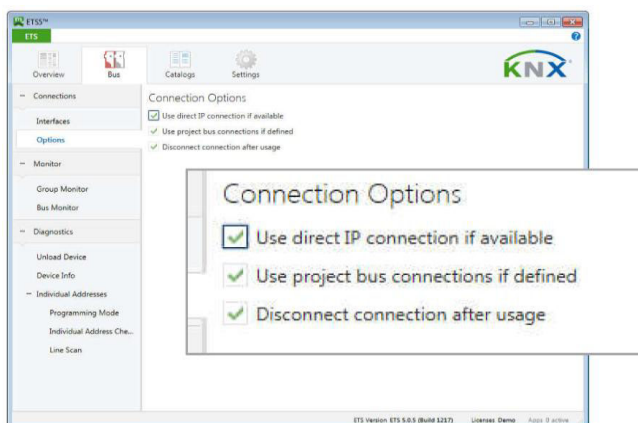 ETS5™
ETS
Overview
Bus
Catalogs
Settings
KNX
Connections
Interfaces
Options
Monitor
Group Monitor
Bus Monitor
Diagnostics
Unload Device
Device Info
Individual Addresses
Programming Mode
Individual Address Che...
Line Scan
Connection Options
Use direct IP connection if available
Use project bus connections if defined
Disconnect connection after usage
Connection Options
Use direct IP connection if available
Use project bus connections if defined
Disconnect connection after usage
ETS Version ETS 5.0.5 (Build 1217) Licenses Demo Apps 0 active